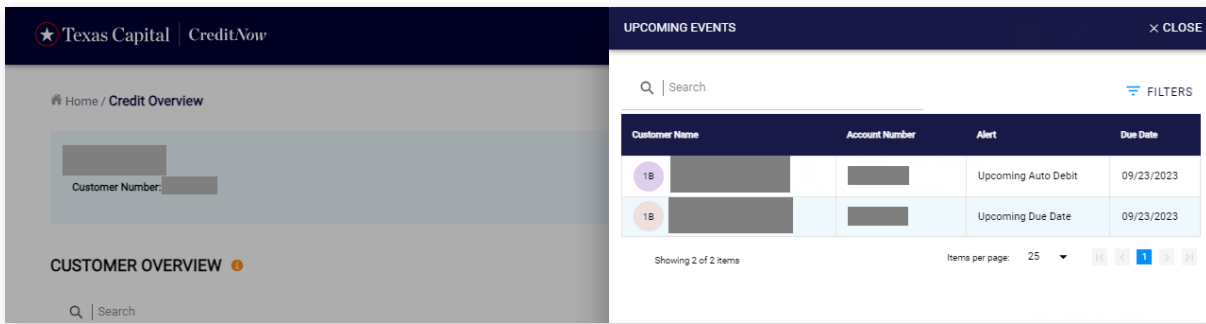 Texas Capital | CreditNow
Home / Credit Overview
Customer Number:
CUSTOMER OVERVIEW
Search
UPCOMING EVENTS
× CLOSE
Search
FILTERS
Customer Name Account Number Alert Due Date
1B Upcoming Auto Debit 09/23/2023
1B Upcoming Due Date 09/23/2023
Showing 2 of 2 items Items per page: 25 |< < 1 > >|